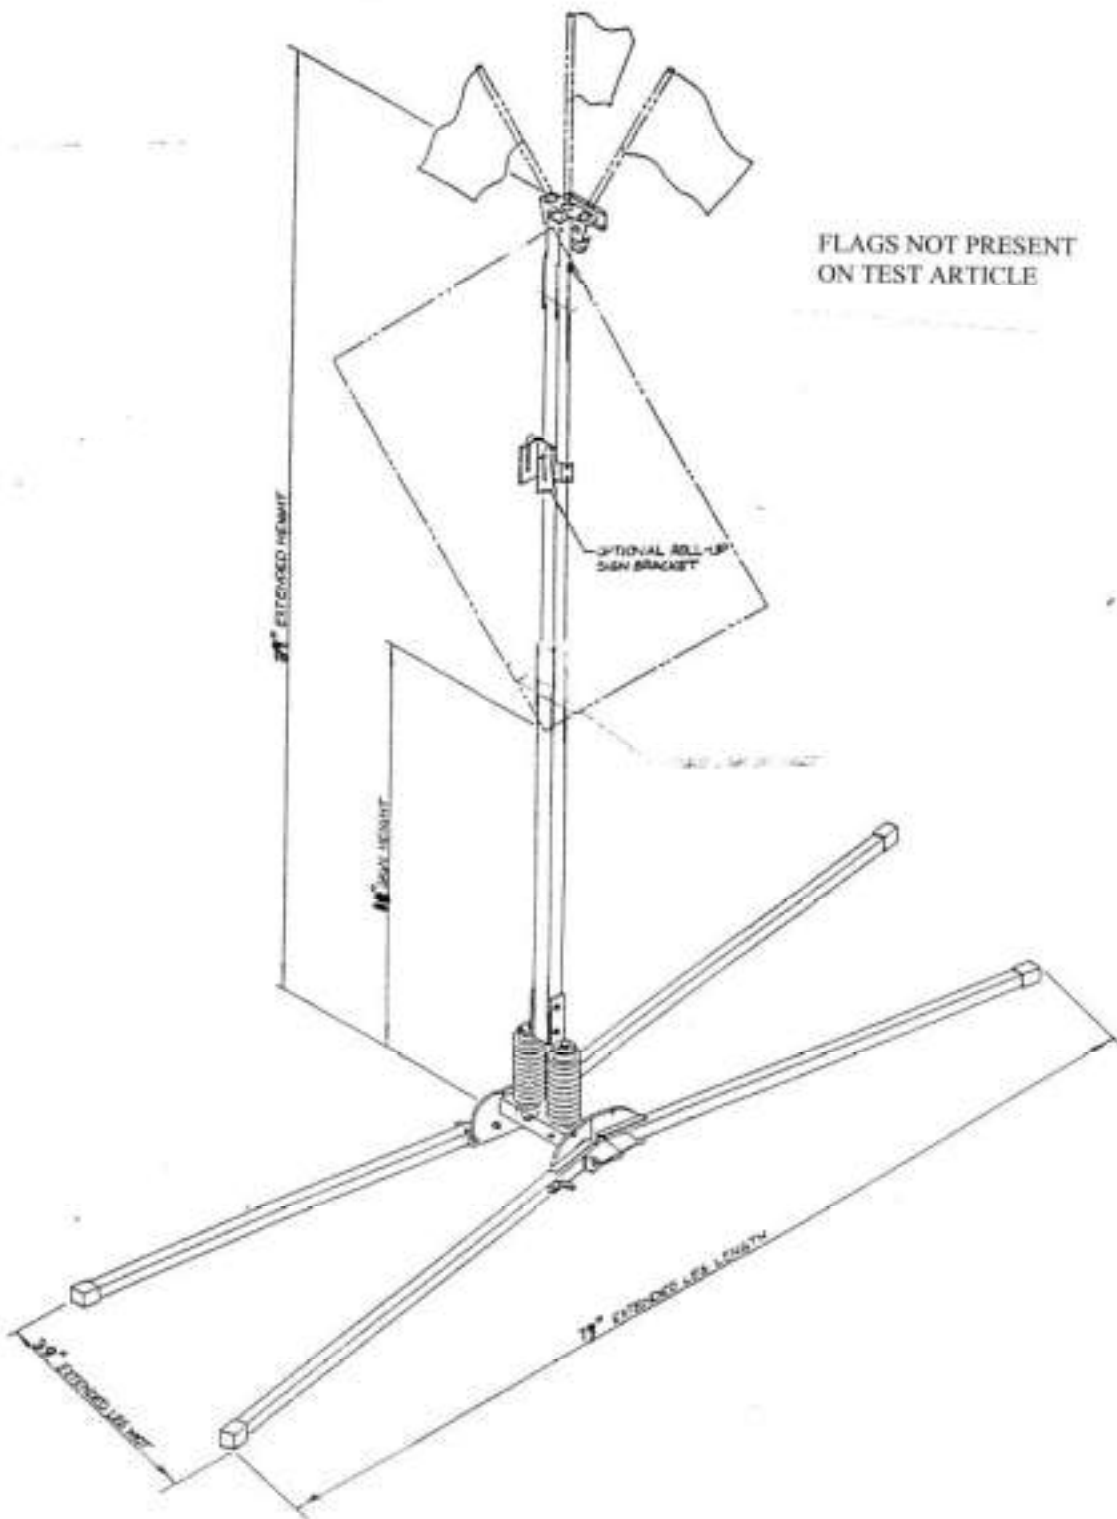 FLAGS NOT PRESENT
ON TEST ARTICLE
OPTIONAL ROLL-UP
SIGN BRACKET
EXTENDED HEIGHT
SIGN HEIGHT
EXTENDED LEG LENGTH
39" EXTENDED LEG